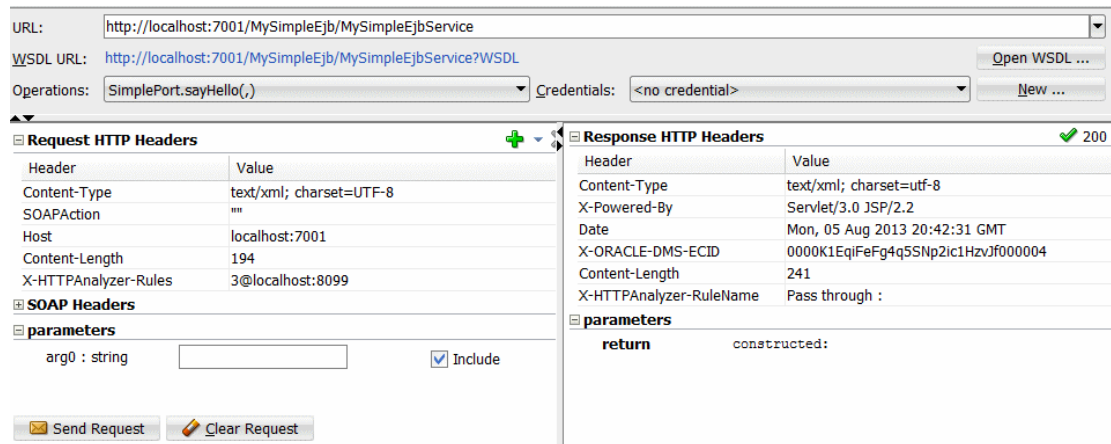 URL: http://localhost:7001/MySimpleEjb/MySimpleEjbService
WSDL URL: http://localhost:7001/MySimpleEjb/MySimpleEjbService?WSDL Open WSDL ...
Operations: SimplePort.sayHello(,) Credentials: <no credential> New ...
Request HTTP Headers
Header Value
Content-Type text/xml; charset=UTF-8
SOAPAction ""
Host localhost:7001
Content-Length 194
X-HTTPAnalyzer-Rules 3@localhost:8099
SOAP Headers
parameters
arg0 : string Include
Send Request Clear Request
Response HTTP Headers 200
Header Value
Content-Type text/xml; charset=utf-8
X-Powered-By Servlet/3.0 JSP/2.2
Date Mon, 05 Aug 2013 20:42:31 GMT
X-ORACLE-DMS-ECID 0000K1EqiFeFg4q5SNp2ic1HzvJf000004
Content-Length 241
X-HTTPAnalyzer-RuleName Pass through :
parameters
return constructed: